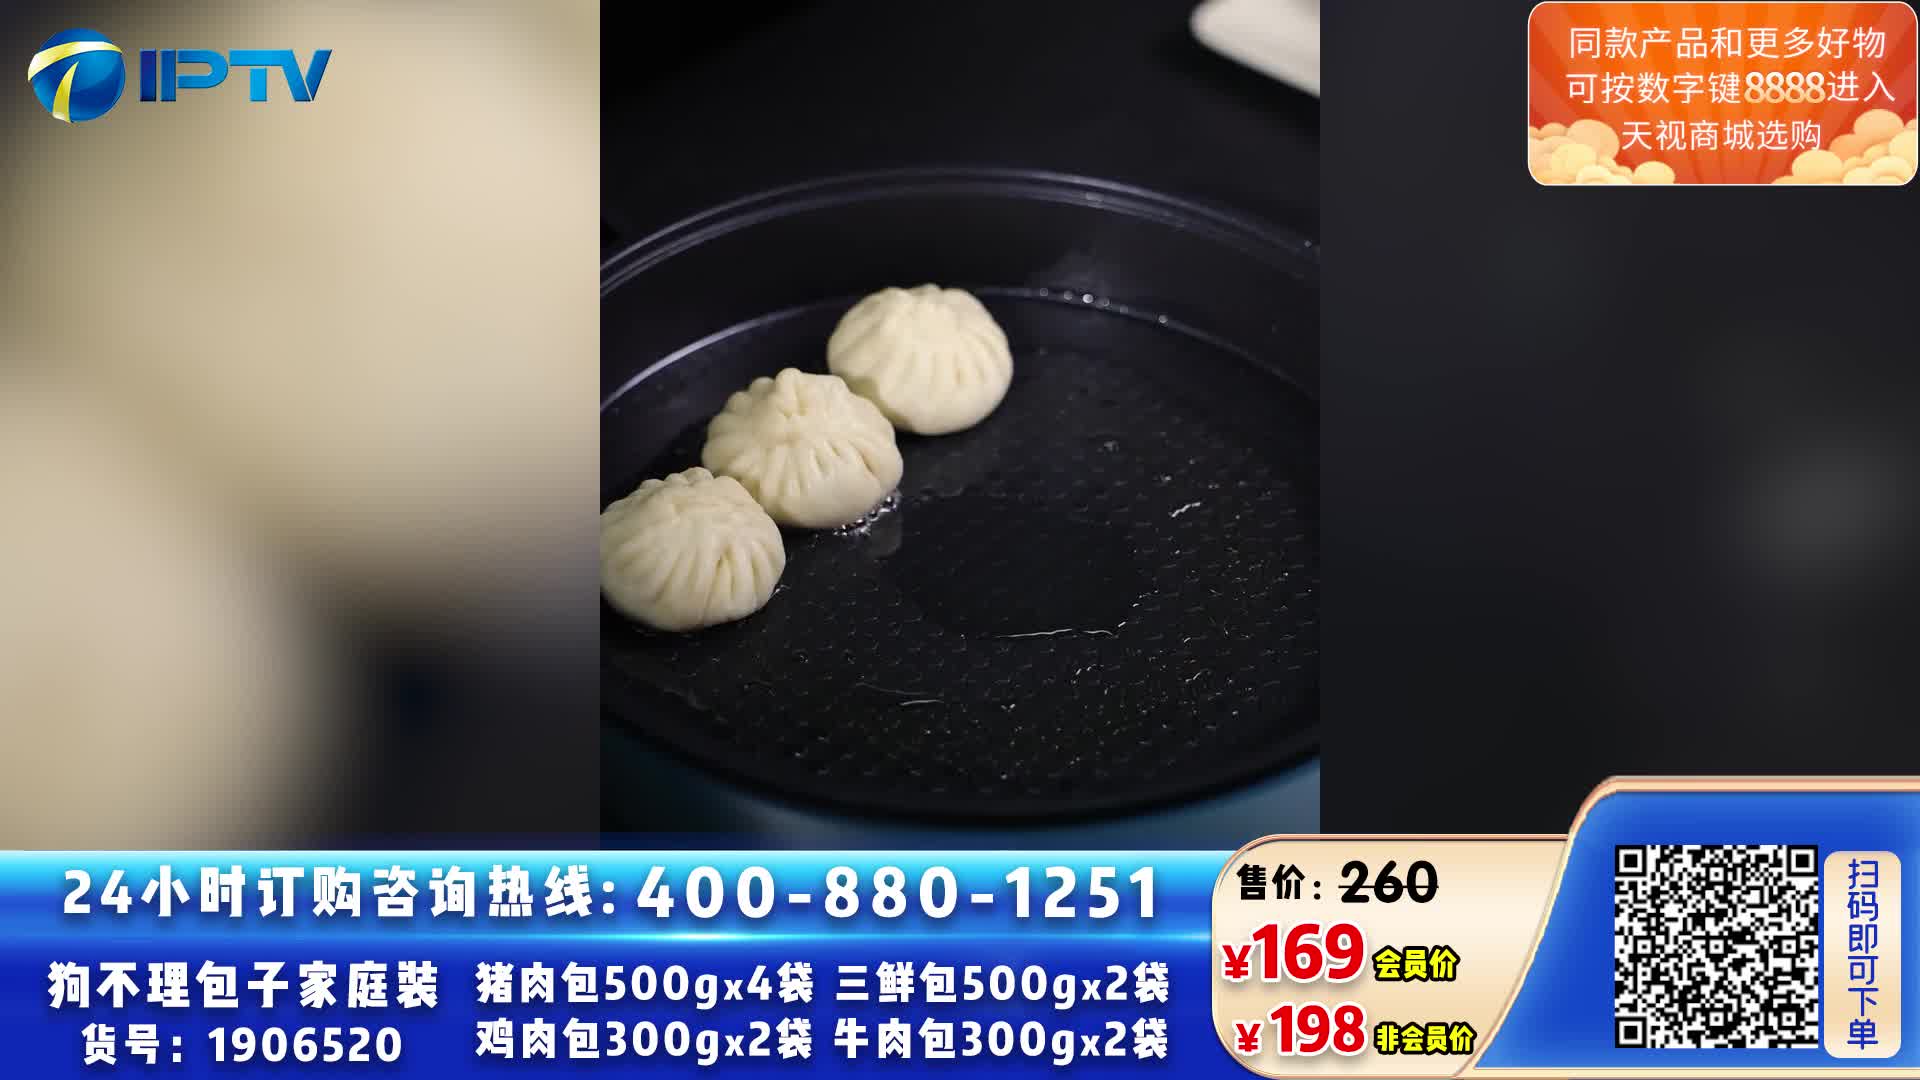 IPTV
同款产品和更多好物
可按数字键8888进入
天视商城选购
24小时订购咨询热线:400-880-1251
狗不理包子家庭装
货号：1906520
猪肉包500gx4袋 三鲜包500gx2袋
鸡肉包300gx2袋 牛肉包300gx2袋
售价：260
¥169 会员价
¥198 非会员价
扫码即可下单